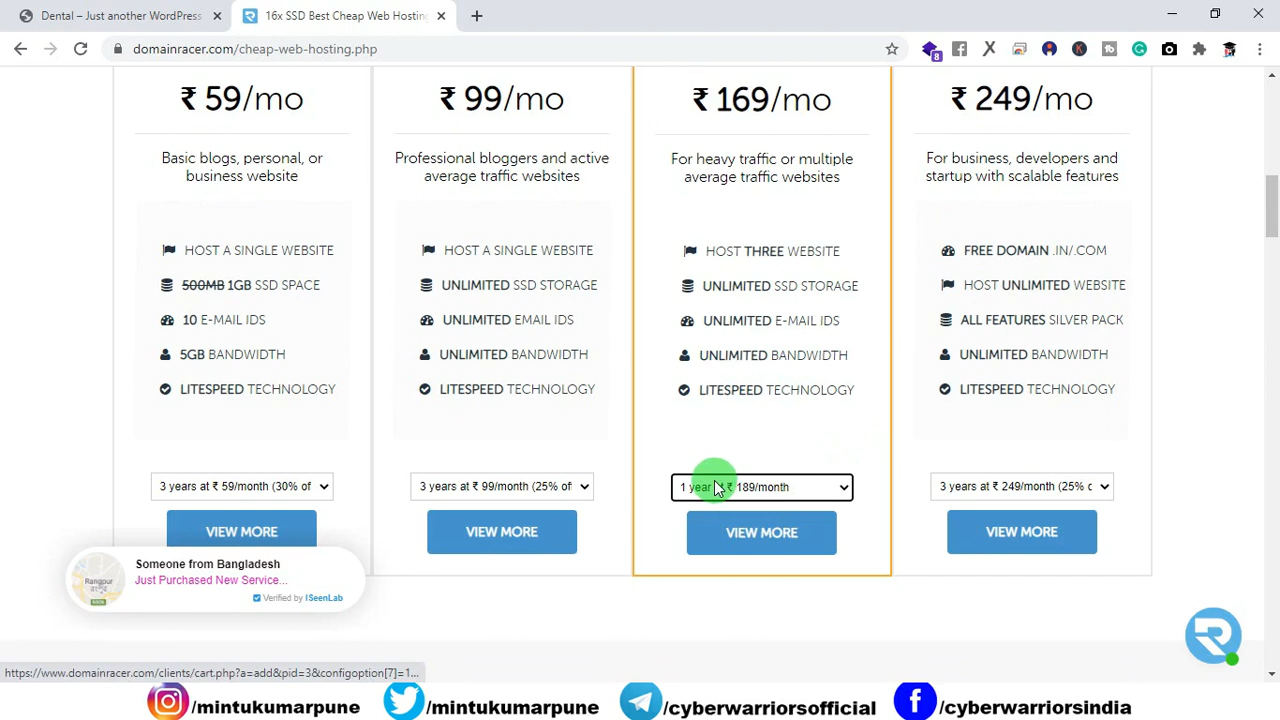 Dental – Just another WordPress
16x SSD Best Cheap Web Hosting
domainracer.com/cheap-web-hosting.php
8
₹ 59/mo
Basic blogs, personal, or
business website
HOST A SINGLE WEBSITE
500MB 1GB SSD SPACE
10 E-MAIL IDS
5GB BANDWIDTH
LITESPEED TECHNOLOGY
3 years at ₹ 59/month (30% of
VIEW MORE
₹ 99/mo
Professional bloggers and active
average traffic websites
HOST A SINGLE WEBSITE
UNLIMITED SSD STORAGE
UNLIMITED EMAIL IDS
UNLIMITED BANDWIDTH
LITESPEED TECHNOLOGY
3 years at ₹ 99/month (25% of
VIEW MORE
₹ 169/mo
For heavy traffic or multiple
average traffic websites
HOST THREE WEBSITE
UNLIMITED SSD STORAGE
UNLIMITED E-MAIL IDS
UNLIMITED BANDWIDTH
LITESPEED TECHNOLOGY
1 year at ₹ 189/month
VIEW MORE
₹ 249/mo
For business, developers and
startup with scalable features
FREE DOMAIN .IN/.COM
HOST UNLIMITED WEBSITE
ALL FEATURES SILVER PACK
UNLIMITED BANDWIDTH
LITESPEED TECHNOLOGY
3 years at ₹ 249/month (25% c
VIEW MORE
Rangpur
Someone from Bangladesh
Just Purchased New Service...
Verified by ISeenLab
https://www.domainracer.com/clients/cart.php?a=add&pid=3&configoption[7]=1...
/mintukumarpune
/mintukumarpune
/cyberwarriorsofficial
/cyberwarriorsindia